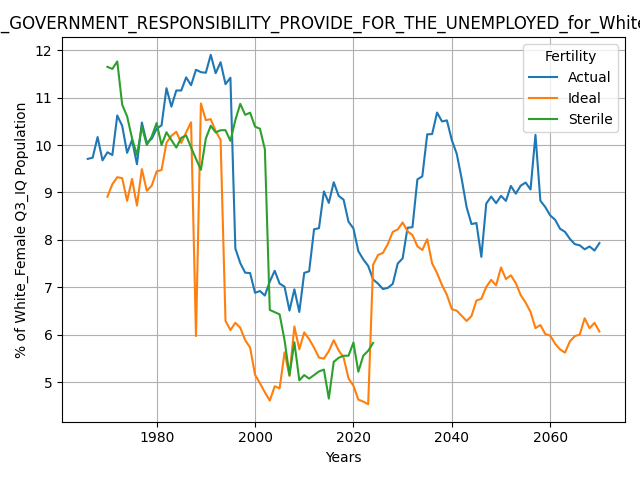 _GOVERNMENT_RESPONSIBILITY_PROVIDE_FOR_THE_UNEMPLOYED_for_White
% of White_Female Q3_IQ Population
12
11
10
9
8
7
6
5
Fertility
Actual
Ideal
Sterile
1980 2000 2020 2040 2060
Years